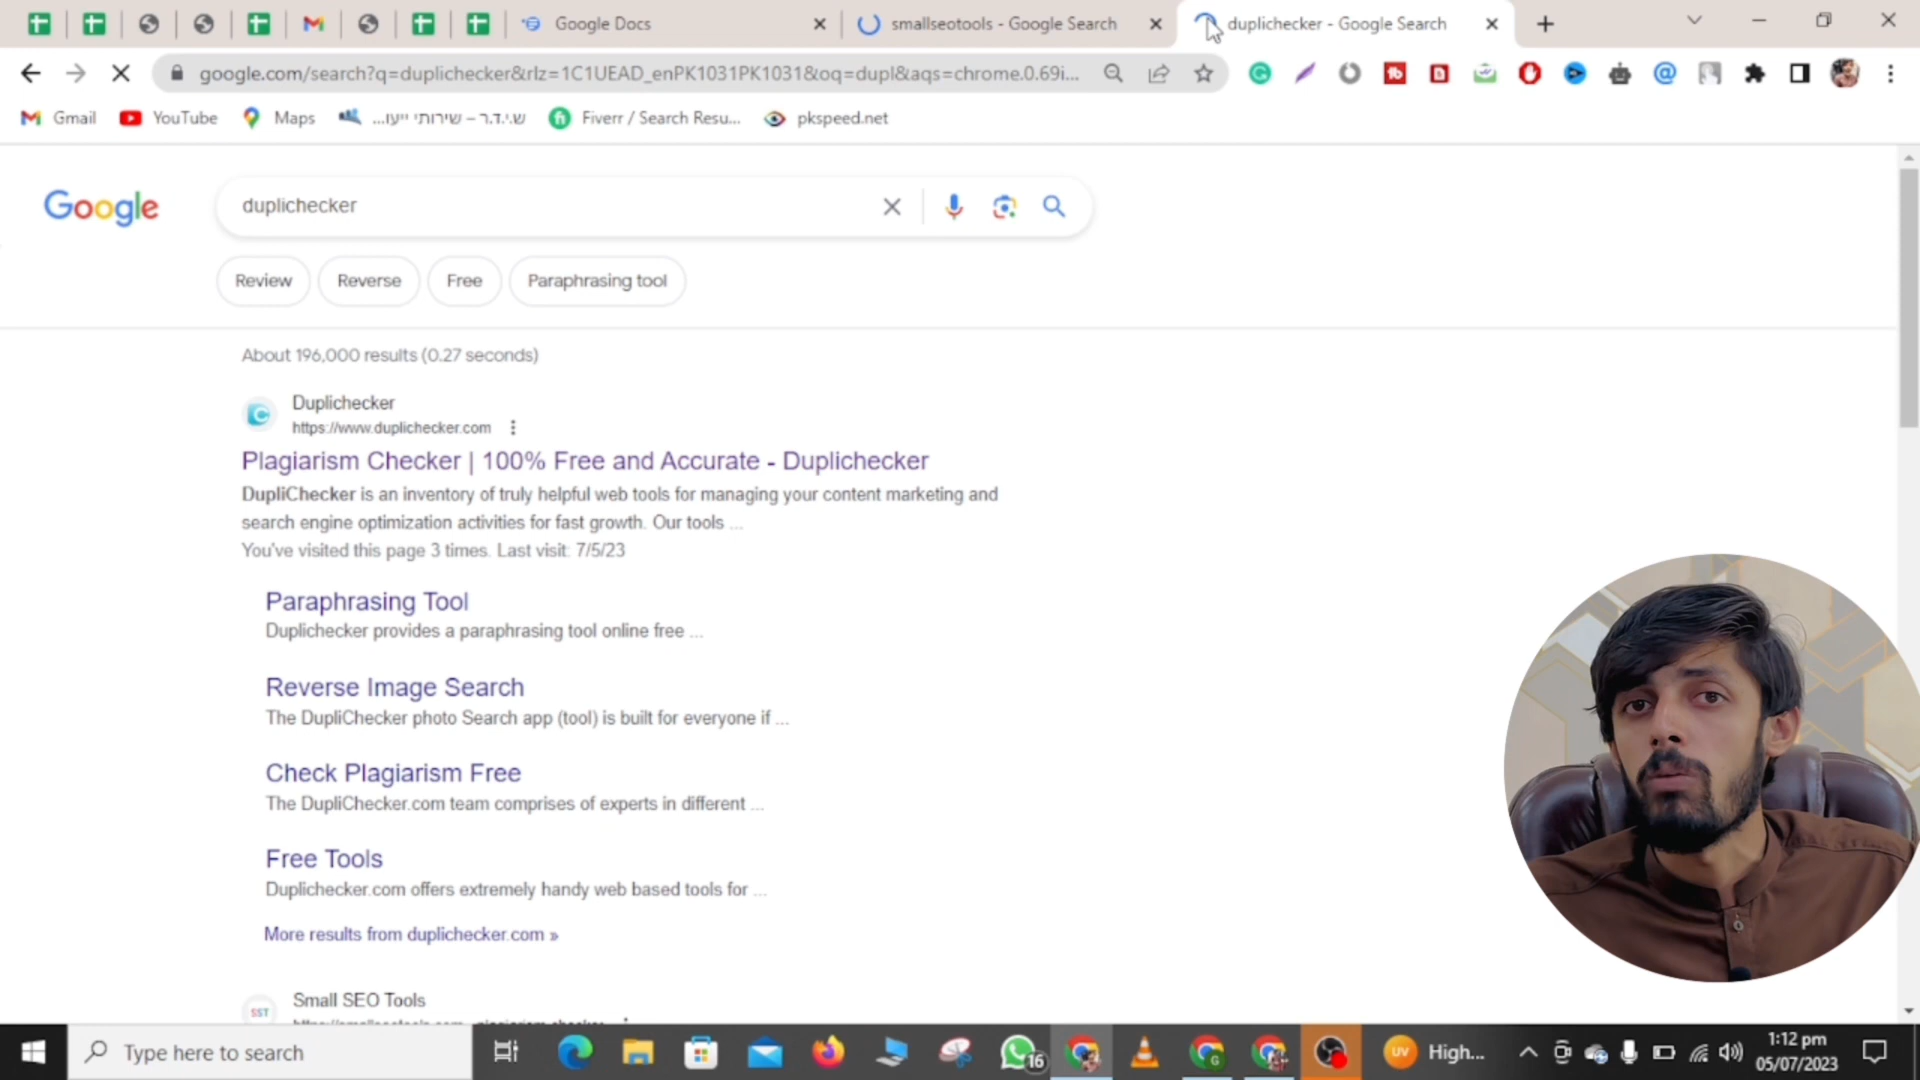 Google Docs
smallseotools - Google Search
duplichecker - Google Search
google.com/search?q=duplichecker&rlz=1C1UEAD_enPK1031PK1031&oq=dupl&aqs=chrome.0.69i...
Gmail
YouTube
Maps
ש.י.ד.ר – שירותי ייעו...
Fiverr / Search Resu...
pkspeed.net
Google
duplichecker
Review
Reverse
Free
Paraphrasing tool
About 196,000 results (0.27 seconds)
Duplichecker
https://www.duplichecker.com
Plagiarism Checker | 100% Free and Accurate - Duplichecker
DupliChecker is an inventory of truly helpful web tools for managing your content marketing and
search engine optimization activities for fast growth. Our tools ...
You've visited this page 3 times. Last visit: 7/5/23
Paraphrasing Tool
Duplichecker provides a paraphrasing tool online free ...
Reverse Image Search
The DupliChecker photo Search app (tool) is built for everyone if ...
Check Plagiarism Free
The DupliChecker.com team comprises of experts in different ...
Free Tools
Duplichecker.com offers extremely handy web based tools for ...
More results from duplichecker.com »
Small SEO Tools
SST
Type here to search
16
UV
High...
1:12 pm
05/07/2023